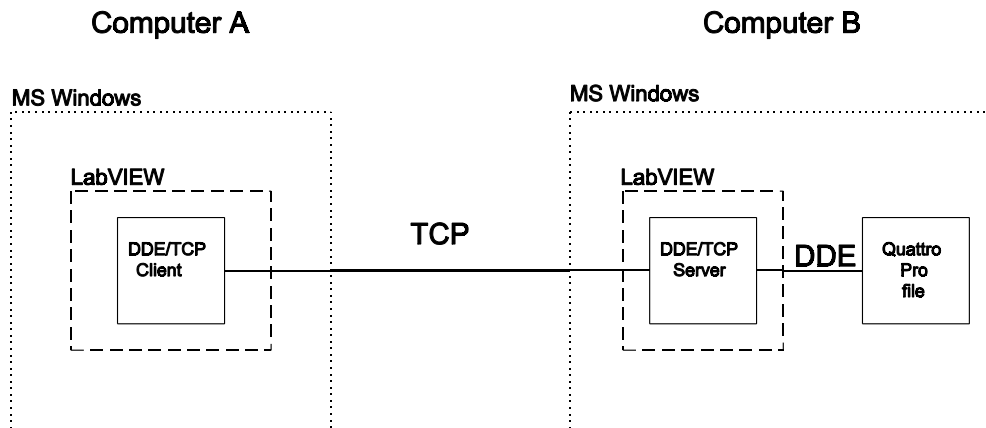 Computer A
Computer B
MS Windows
MS Windows
LabVIEW
LabVIEW
DDE/TCP
Client
TCP
DDE/TCP
Server
DDE
Quattro
Pro
file